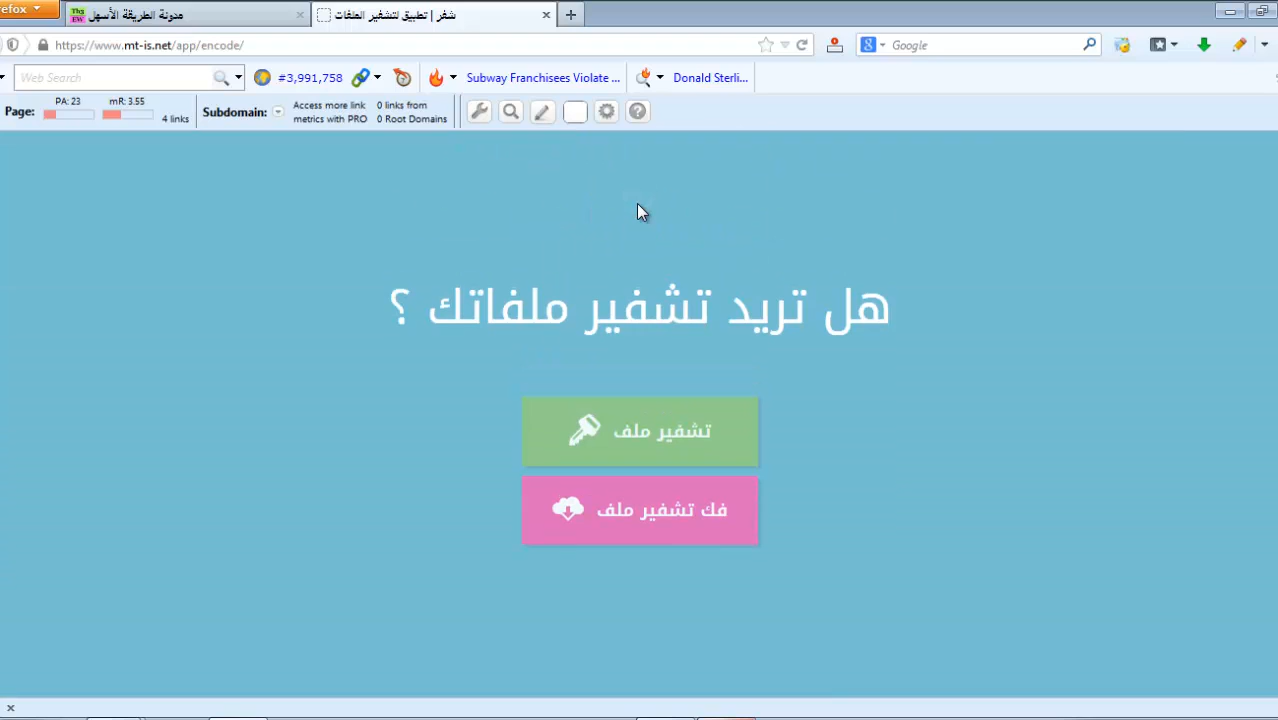 مدونة الطريقة الأسهل
شفر | تطبيق لتشفير الملفات
https://www.mt-is.net/app/encode/
Google
Web Search
#3,991,758
Subway Franchisees Violate ...
Donald Sterli...
Page:
PA: 23
mR: 3.55
4 links
Subdomain:
Access more link
metrics with PRO
0 links from
0 Root Domains
هل تريد تشفير ملفاتك ؟
تشفير ملف
فك تشفير ملف